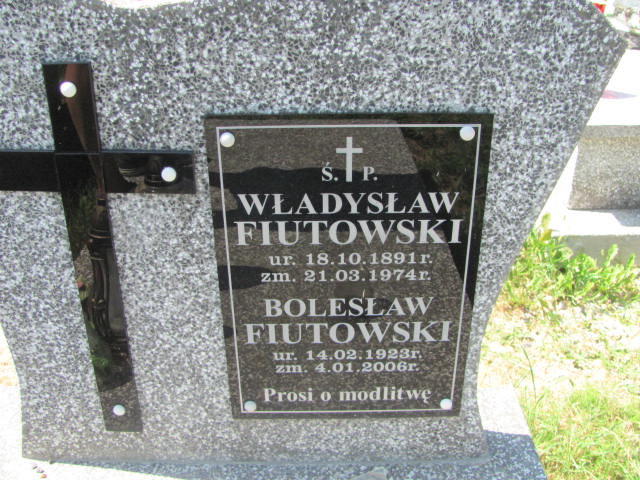 Ś. P.
WŁADYSŁAW
FIUTOWSKI
ur. 18.10.1891r.
zm. 21.03.1974r.
BOLESŁAW
FIUTOWSKI
ur. 14.02.1923r.
zm. 4.01.2006r.
Prosi o modlitwę